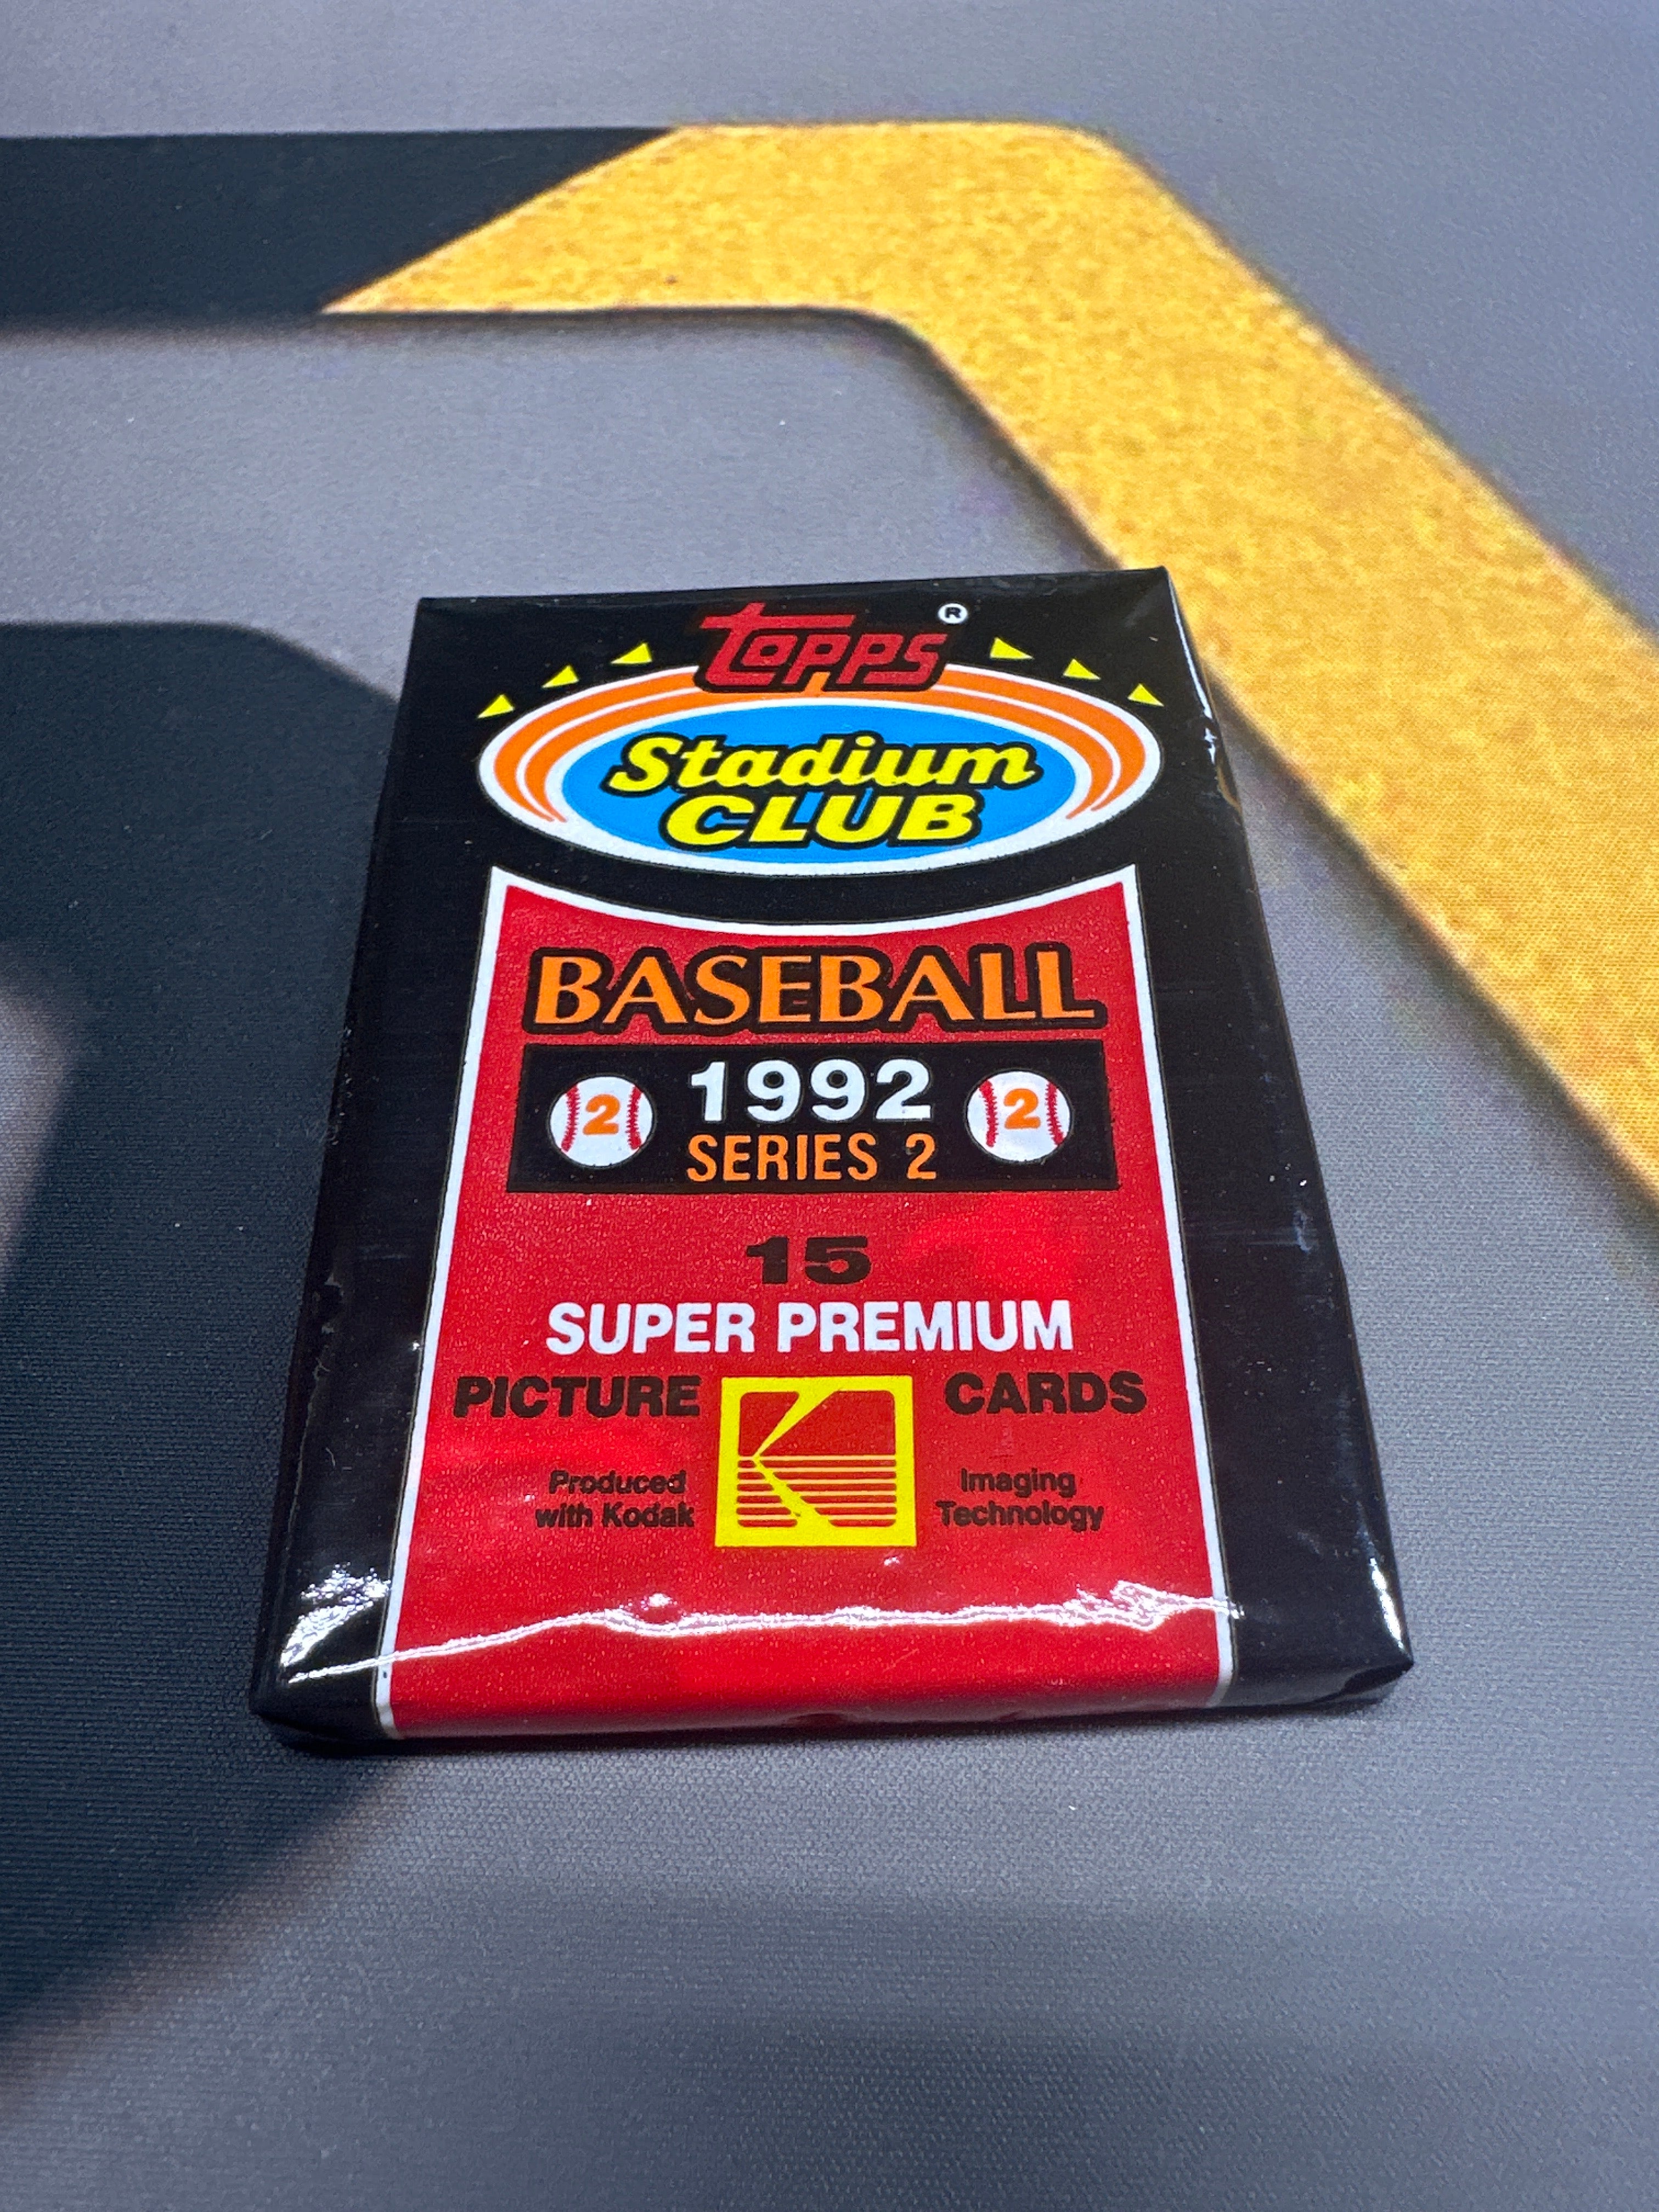 Topps ®
Stadium
CLUB
BASEBALL
2 1992 2
SERIES 2
15
SUPER PREMIUM
PICTURE CARDS
Produced Imaging
with Kodak Technology